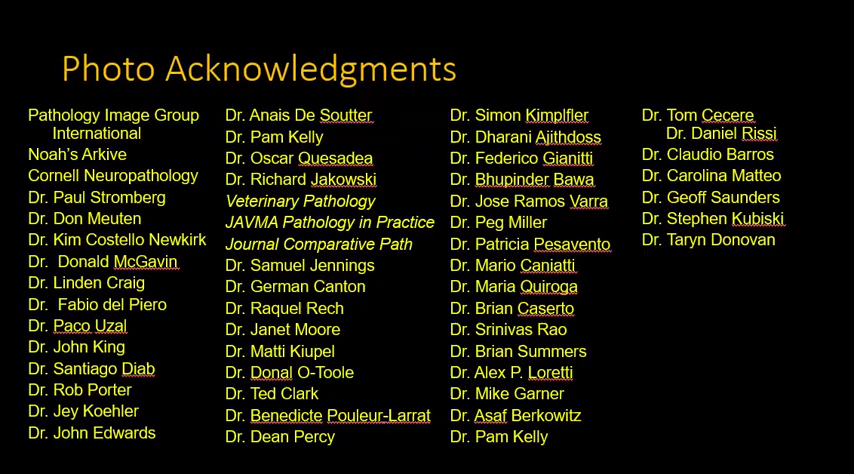 Photo Acknowledgments
Pathology Image Group
International
Noah's Arkive
Cornell Neuropathology
Dr. Paul Stromberg
Dr. Don Meuten
Dr. Kim Costello Newkirk
Dr. Donald McGavin
Dr. Linden Craig
Dr. Fabio del Piero
Dr. Paco Uzal
Dr. John King
Dr. Santiago Diab
Dr. Rob Porter
Dr. Jey Koehler
Dr. John Edwards
Dr. Anais De Soutter
Dr. Pam Kelly
Dr. Oscar Quesadea
Dr. Richard Jakowski
Veterinary Pathology
JAVMA Pathology in Practice
Journal Comparative Path
Dr. Samuel Jennings
Dr. German Canton
Dr. Raquel Rech
Dr. Janet Moore
Dr. Matti Kiupel
Dr. Donal O-Toole
Dr. Ted Clark
Dr. Benedicte Pouleur-Larrat
Dr. Dean Percy
Dr. Simon Kimplfler
Dr. Dharani Ajithdoss
Dr. Federico Gianitti
Dr. Bhupinder Bawa
Dr. Jose Ramos Varra
Dr. Peg Miller
Dr. Patricia Pesavento
Dr. Mario Caniatti
Dr. Maria Quiroga
Dr. Brian Caserto
Dr. Srinivas Rao
Dr. Brian Summers
Dr. Alex P. Loretti
Dr. Mike Garner
Dr. Asaf Berkowitz
Dr. Pam Kelly
Dr. Tom Cecere
Dr. Daniel Rissi
Dr. Claudio Barros
Dr. Carolina Matteo
Dr. Geoff Saunders
Dr. Stephen Kubiski
Dr. Taryn Donovan